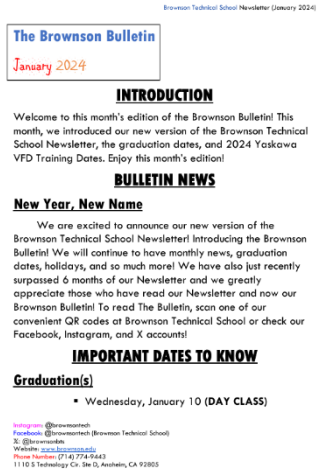 Brownson Technical School Newsletter (January 2024)
The Brownson Bulletin
January 2024
INTRODUCTION
Welcome to this month's edition of the Brownson Bulletin! This
month, we introduced our new version of the Brownson Technical
School Newsletter, the graduation dates, and 2024 Yaskawa
VFD Training Dates. Enjoy this month's edition!
BULLETIN NEWS
New Year, New Name
We are excited to announce our new version of the
Brownson Technical School Newsletter! Introducing the Brownson
Bulletin! We will continue to have monthly news, graduation
dates, holidays, and so much more! We have also just recently
surpassed 6 months of our Newsletter and we greatly
appreciate those who have read our Newsletter and now our
Brownson Bulletin! To read The Bulletin, scan one of our
convenient QR codes at Brownson Technical School or check our
Facebook, Instagram, and X accounts!
IMPORTANT DATES TO KNOW
Graduation(s)
▪ Wednesday, January 10 (DAY CLASS)
Instagram: @brownsontech
Facebook: @brownsontech (Brownson Technical School)
X: @brownsonbts
Website: www.brownson.edu
Phone Number: (714) 774-9443
1110 S Technology Cir. Ste D, Anaheim, CA 92805